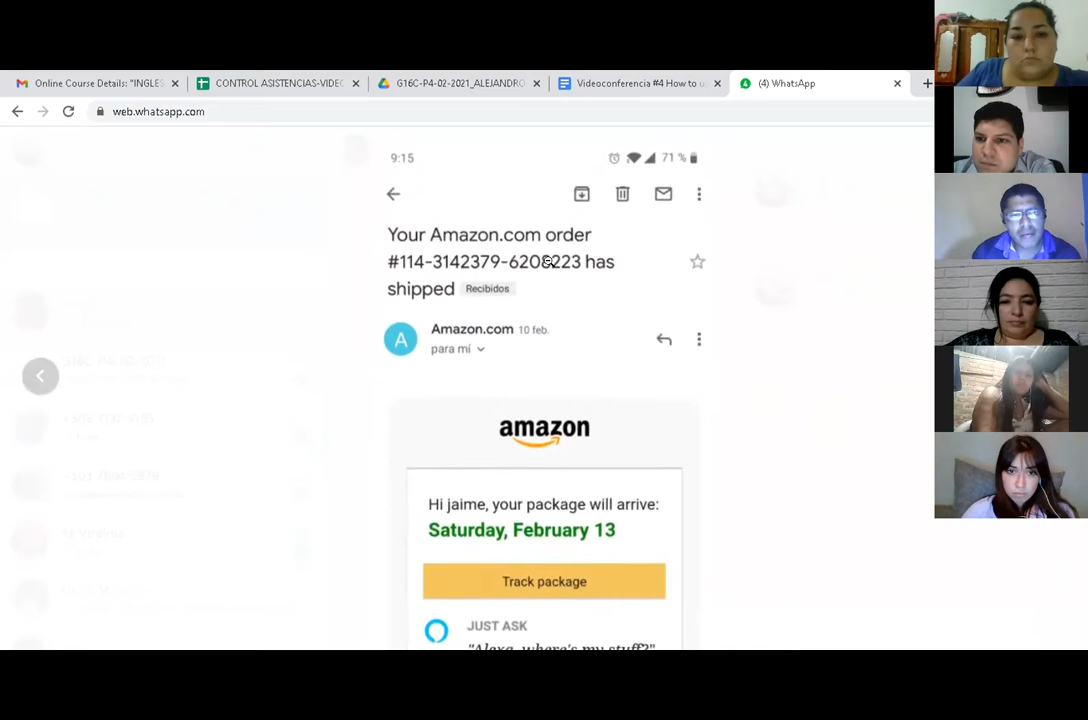 Online Course Details: "INGLES
CONTROL ASISTENCIAS-VIDEC
G16C-P4-02-2021_ALEJANDRO
Videoconferencia #4 How to u
(4) WhatsApp
web.whatsapp.com
9:15
71 %
Your Amazon.com order
#114-3142379-6208223 has
shipped Recibidos
Amazon.com 10 feb.
para mí
A
amazon
Hi jaime, your package will arrive:
Saturday, February 13
Track package
JUST ASK
"Alexa, where's my stuff?"